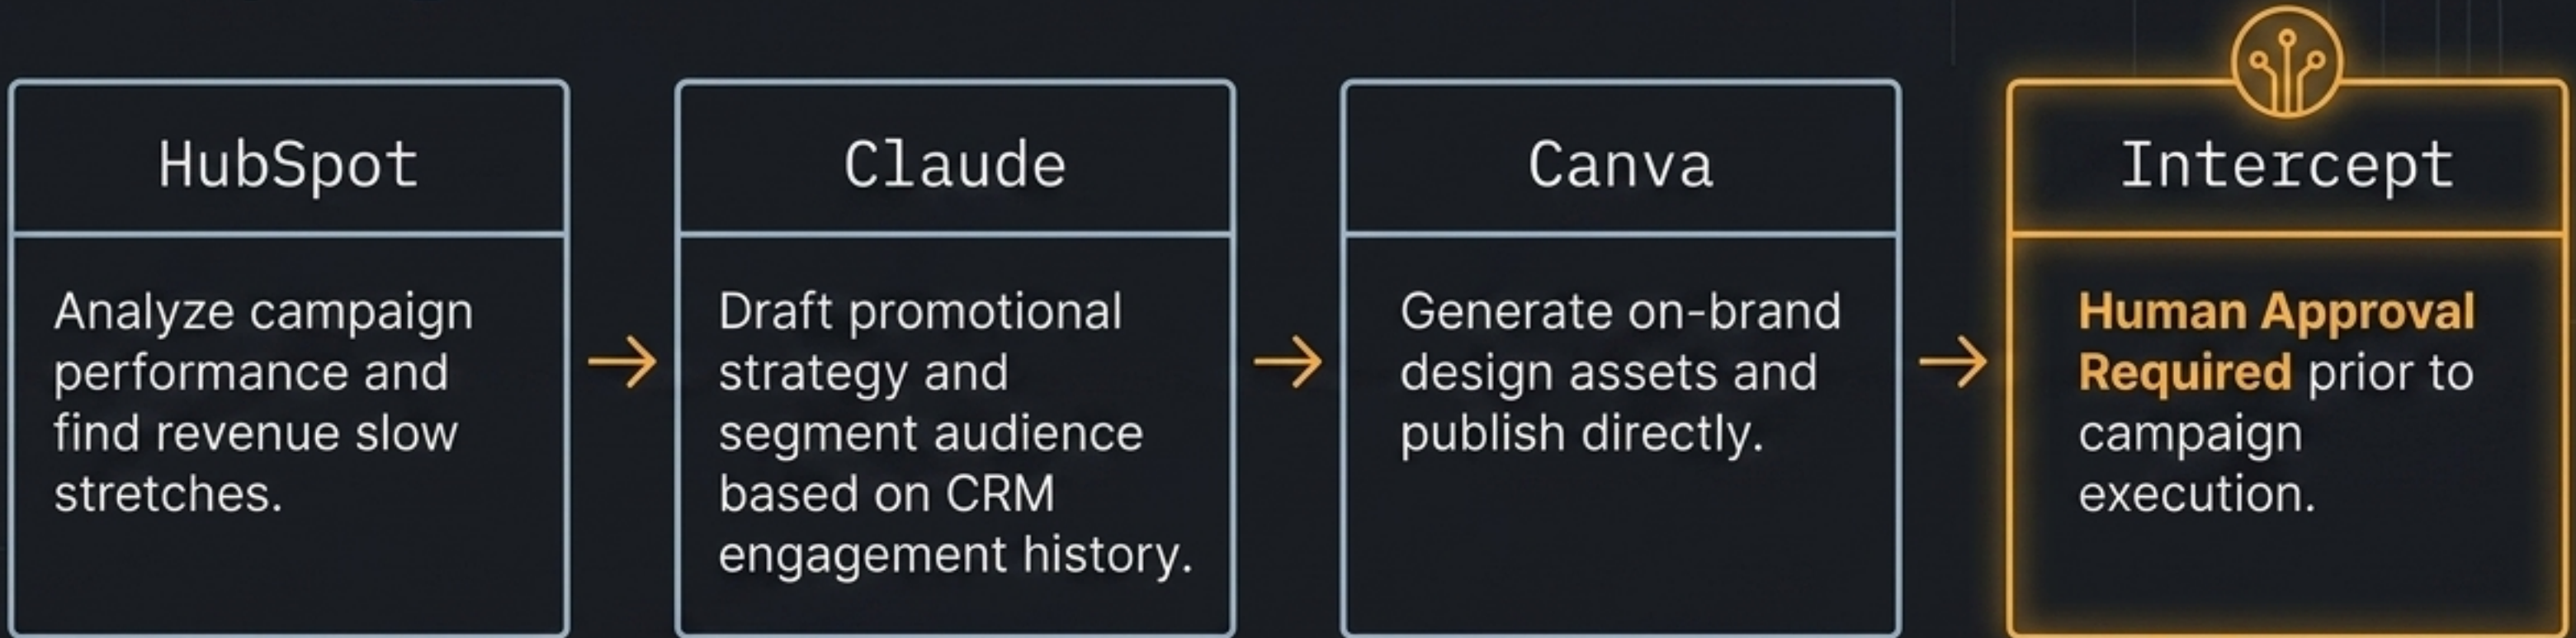 HubSpot
Analyze campaign
performance and
find revenue slow
stretches.
Claude
Draft promotional
strategy and
segment audience
based on CRM
engagement history.
Canva
Generate on-brand
design assets and
publish directly.
Intercept
Human Approval
Required prior to
campaign
execution.